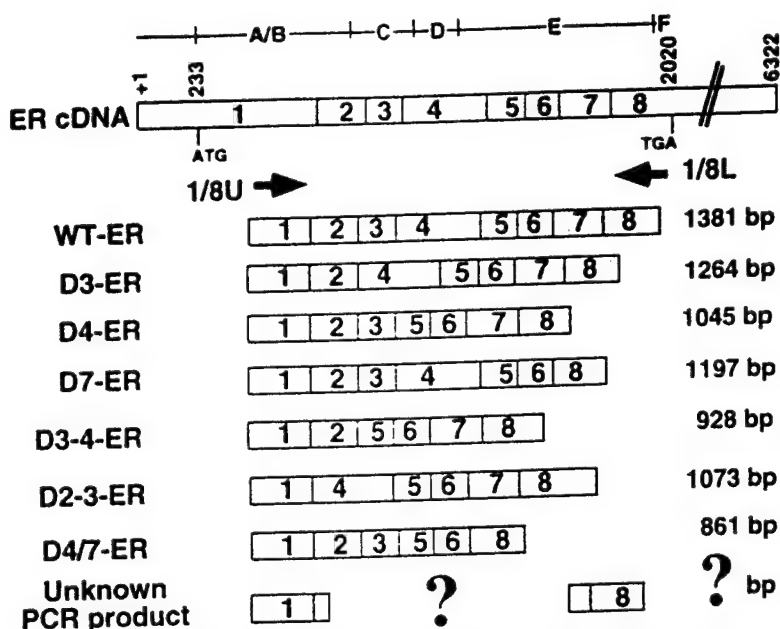 A/B C D E F
+1 233 2020 6322
ER cDNA 1 2 3 4 5 6 7 8
ATG TGA
1/8U 1/8L
WT-ER 1 2 3 4 5 6 7 8 1381 bp
D3-ER 1 2 4 5 6 7 8 1264 bp
D4-ER 1 2 3 5 6 7 8 1045 bp
D7-ER 1 2 3 4 5 6 8 1197 bp
D3-4-ER 1 2 5 6 7 8 928 bp
D2-3-ER 1 4 5 6 7 8 1073 bp
D4/7-ER 1 2 3 5 6 8 861 bp
Unknown
PCR product 1 ? 8 ? bp